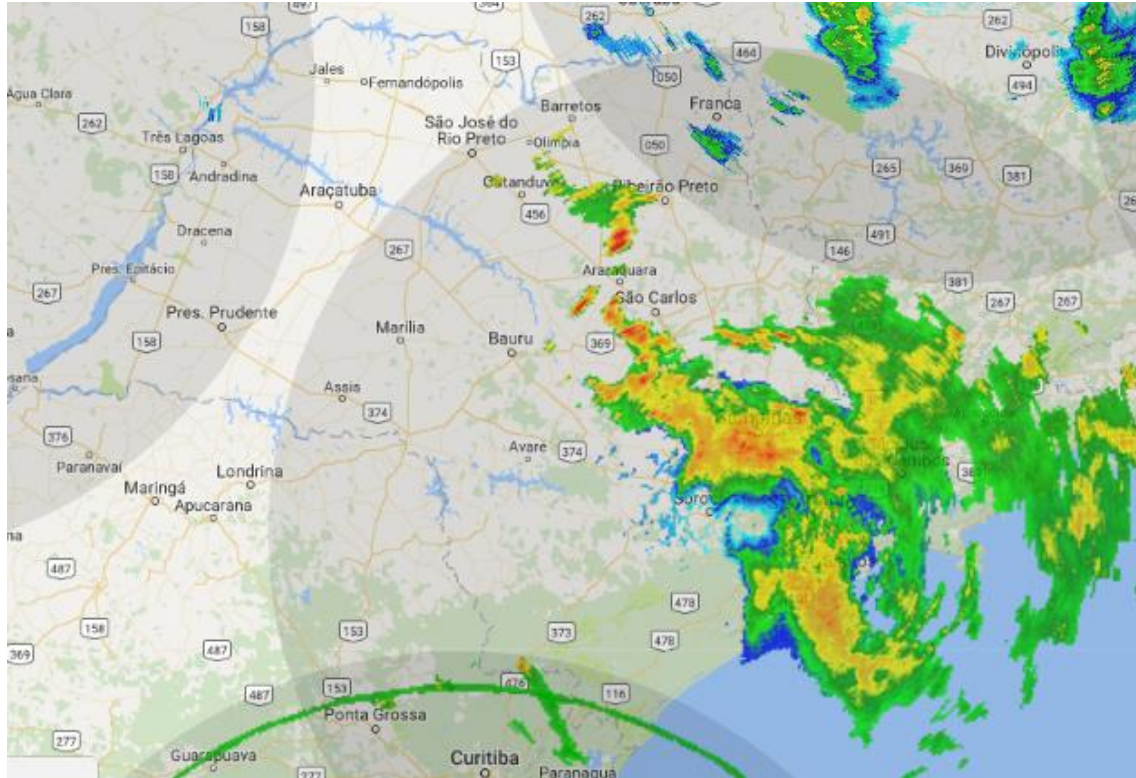 497
364
158
262
262
Divinópolis
464
153
Jales
Fernandópolis
050
494
Água Clara
Barretos
Franca
262
São José do
Rio Preto
Olímpia
Três Lagoas
050
265
369
381
158
Andradina
Catanduva
Ribeirão Preto
Araçatuba
456
Dracena
491
267
146
Pres. Epitácio
Araraquara
381
267
São Carlos
267
267
Pres. Prudente
Marília
Bauru
158
369
Assis
374
376
Avaré
374
Paranavaí
Londrina
Maringá
Apucarana
487
478
158
153
373
478
369
487
487
153
476
116
Ponta Grossa
277
Guarapuava
277
Curitiba
Paranaguá